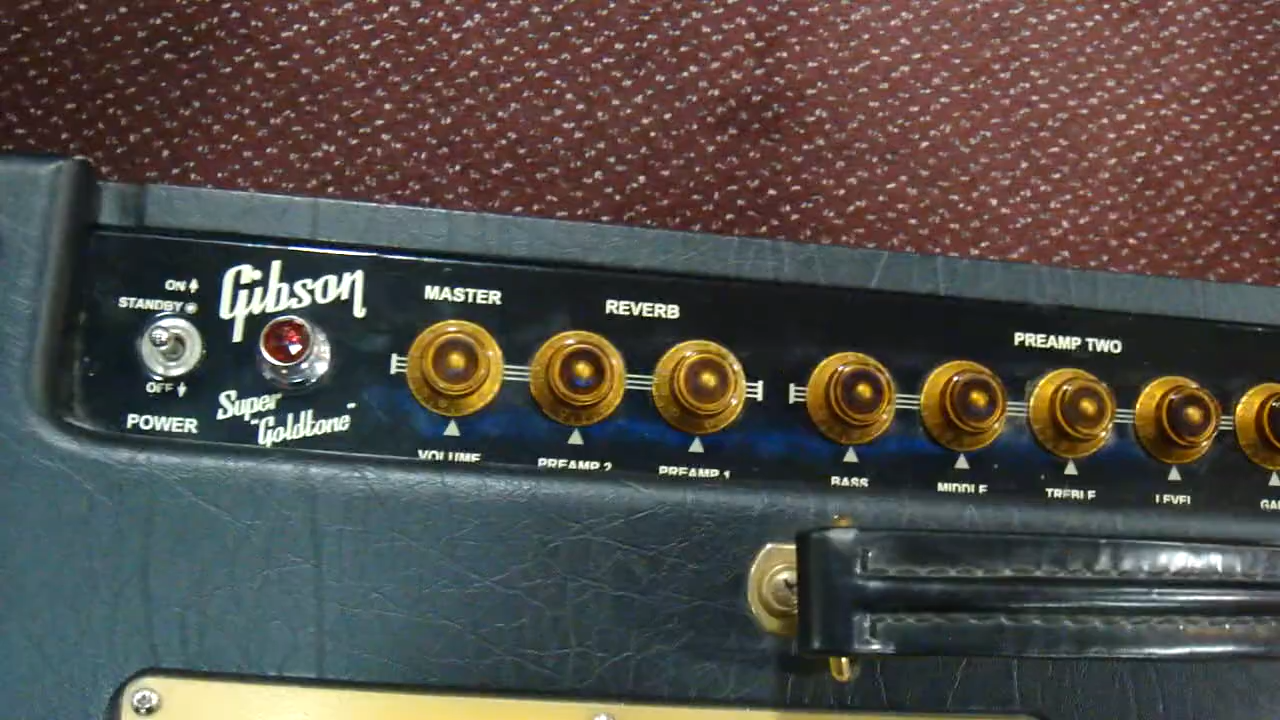 ON
STANDBY
OFF
POWER
Gibson
Super "Goldtone"
MASTER
VOLUME
REVERB
PREAMP 2
PREAMP 1
PREAMP TWO
BASS
MIDDLE
TREBLE
LEVEL
GA